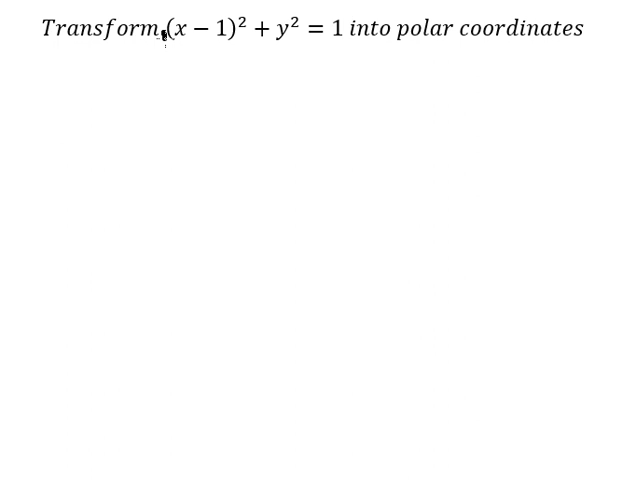 Transform (x − 1)² + y² = 1 into polar coordinates